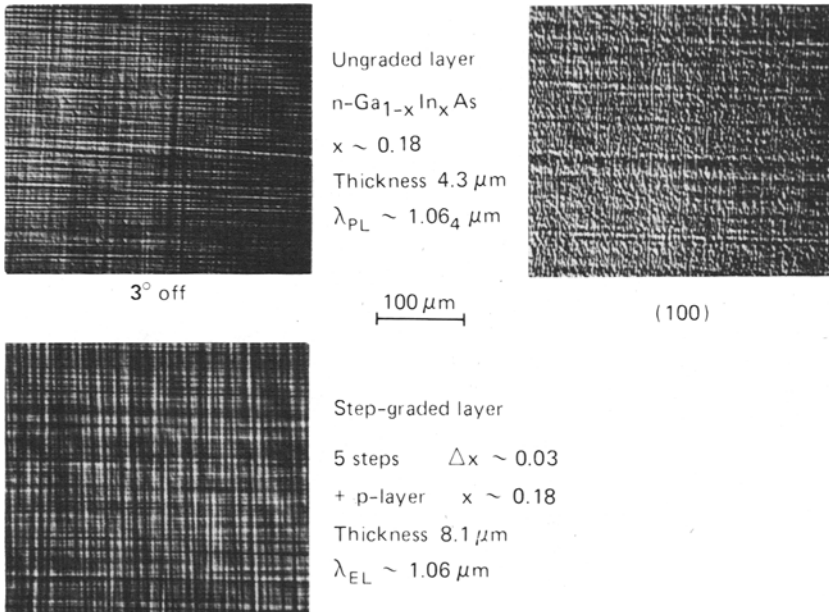 Ungraded layer
n-Ga₁₋ₓInₓAs
x ~ 0.18
Thickness 4.3 μm
λPL ~ 1.06₄ μm
3° off
100 μm
(100)
Step-graded layer
5 steps Δx ~ 0.03
+ p-layer x ~ 0.18
Thickness 8.1 μm
λEL ~ 1.06 μm